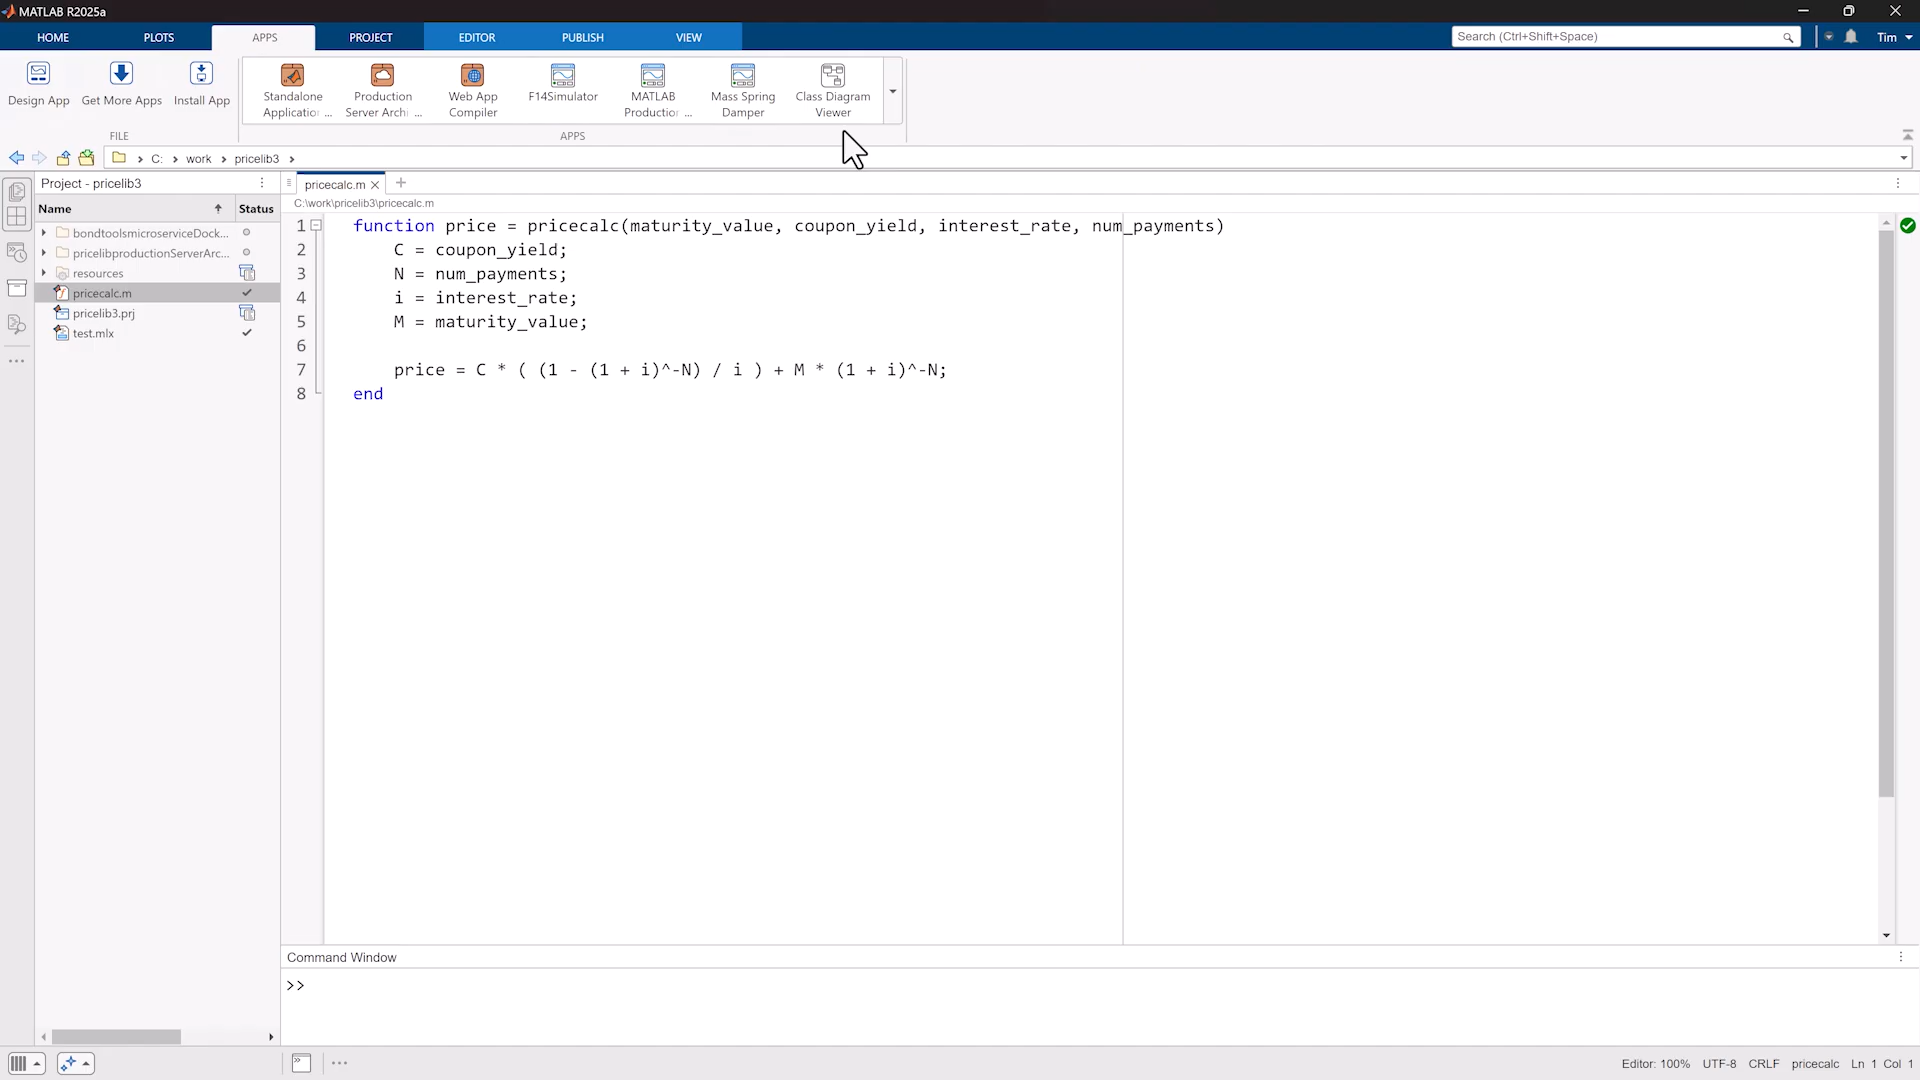 MATLAB R2025a
HOME PLOTS APPS PROJECT EDITOR PUBLISH VIEW Search (Ctrl+Shift+Space) Tim
Design App Get More Apps Install App
Standalone Applicatior ... Production Server Archi ... Web App Compiler F14Simulator MATLAB Productior ... Mass Spring Damper Class Diagram Viewer
FILE APPS
C: work pricelib3
Project - pricelib3
pricecalc.m
Name Status
C:\work\pricelib3\pricecalc.m
bondtoolsmicroserviceDock...
pricelibproductionServerArc...
resources
pricecalc.m
pricelib3.prj
test.mlx
1 function price = pricecalc(maturity_value, coupon_yield, interest_rate, num_payments)
2 C = coupon_yield;
3 N = num_payments;
4 i = interest_rate;
5 M = maturity_value;
6
7 price = C * ( (1 - (1 + i)^-N) / i ) + M * (1 + i)^-N;
8 end
Command Window
>>
Editor: 100% UTF-8 CRLF pricecalc Ln 1 Col 1